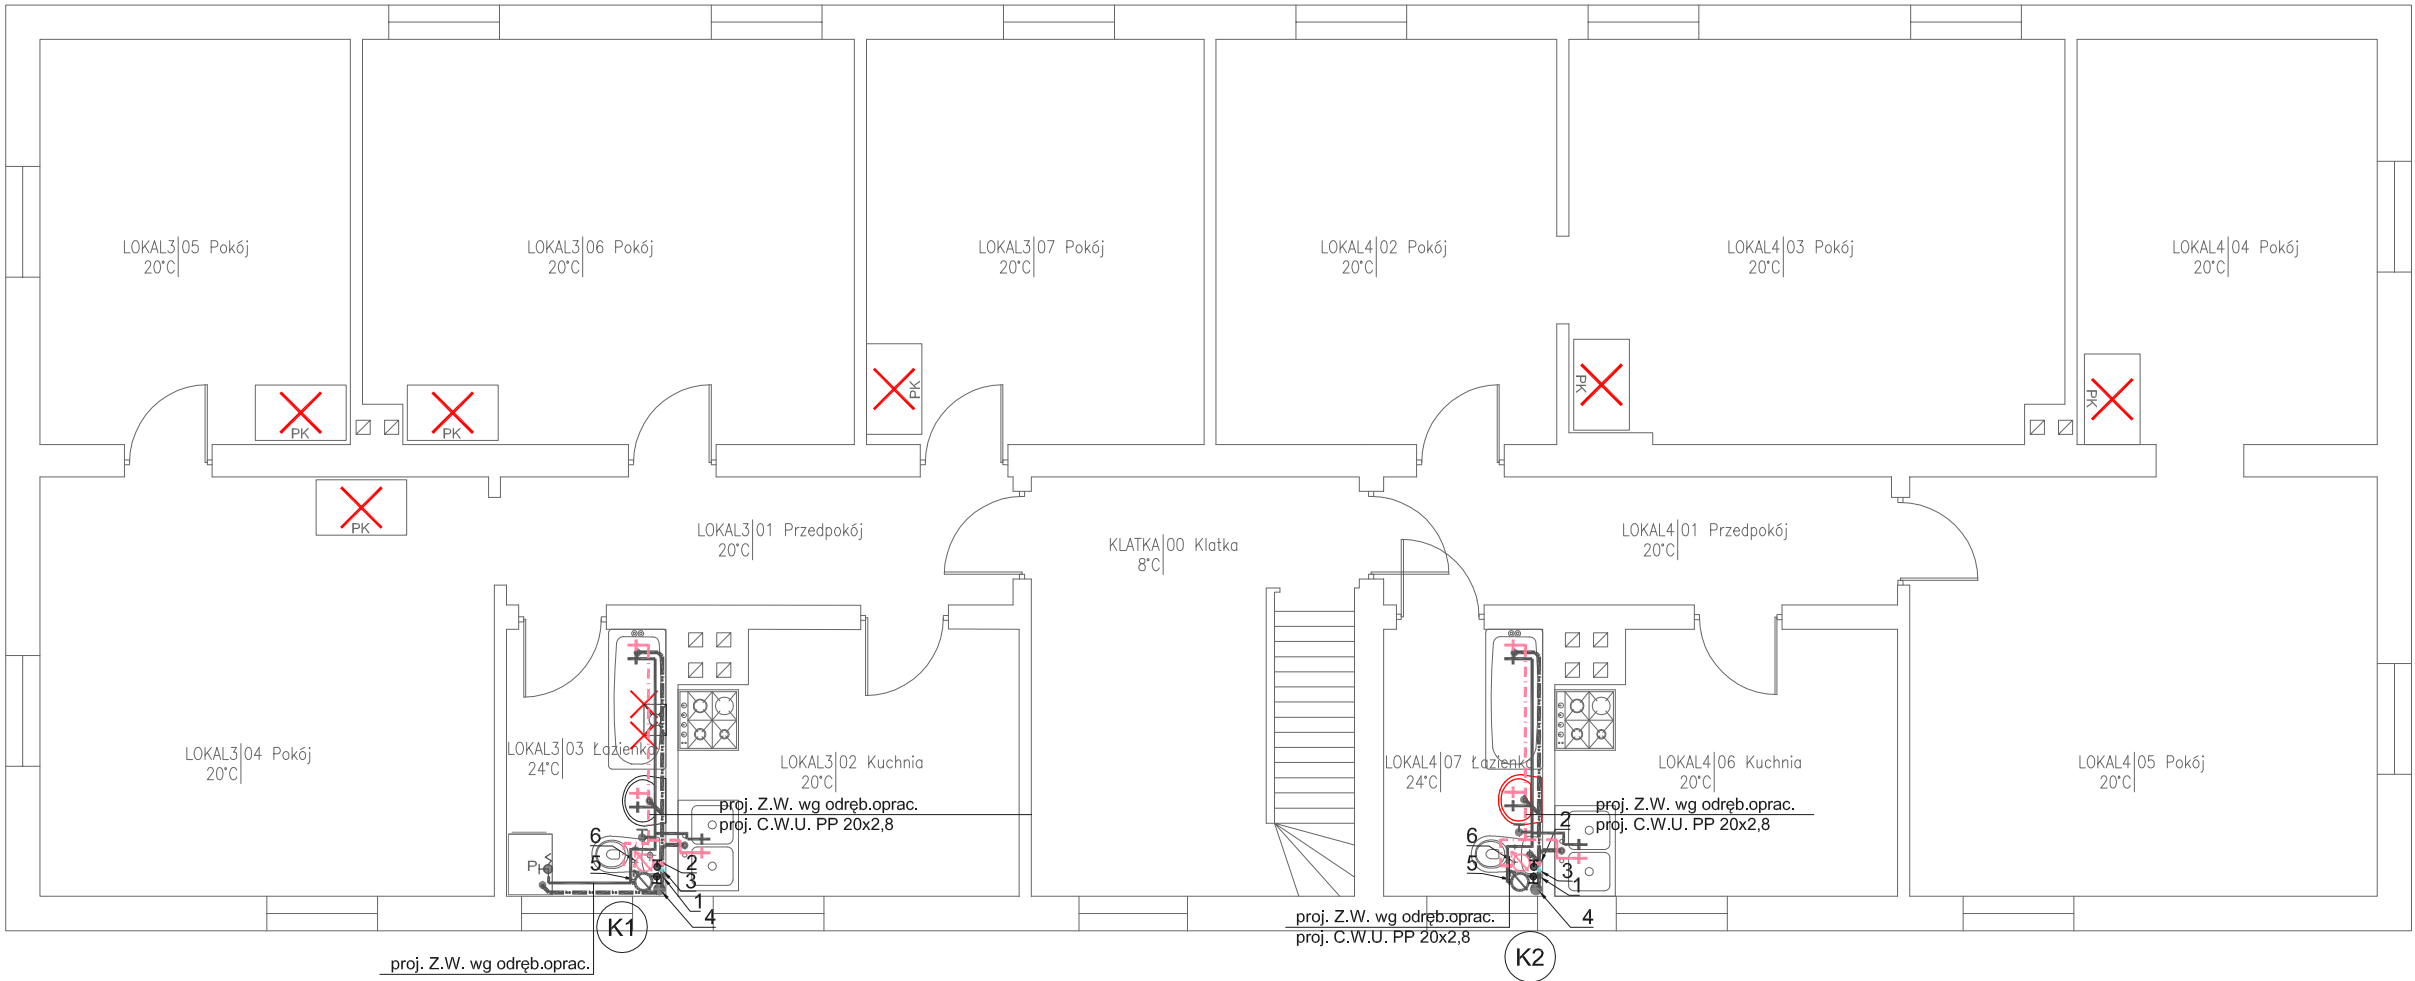 LOKAL3 05 Pokój
20°C
LOKAL3 06 Pokój
20°C
LOKAL3 07 Pokój
20°C
LOKAL4 02 Pokój
20°C
LOKAL4 03 Pokój
20°C
LOKAL4 04 Pokój
20°C
PK
PK
PK
PK
PK
PK
LOKAL3 01 Przedpokój
20°C
KLATKA 00 Klatka
8°C
LOKAL4 01 Przedpokój
20°C
LOKAL3 04 Pokój
20°C
LOKAL3 03 Łazienka
24°C
LOKAL3 02 Kuchnia
20°C
LOKAL4 07 Łazienka
24°C
LOKAL4 06 Kuchnia
20°C
LOKAL4 05 Pokój
20°C
proj. Z.W. wg odręb.oprac.
proj. C.W.U. PP 20x2,8
proj. Z.W. wg odręb.oprac.
proj. C.W.U. PP 20x2,8
6
5
2
3
1
4
P
6
5
2
3
1
4
K1
proj. Z.W. wg odręb.oprac.
proj. C.W.U. PP 20x2,8
K2
proj. Z.W. wg odręb.oprac.